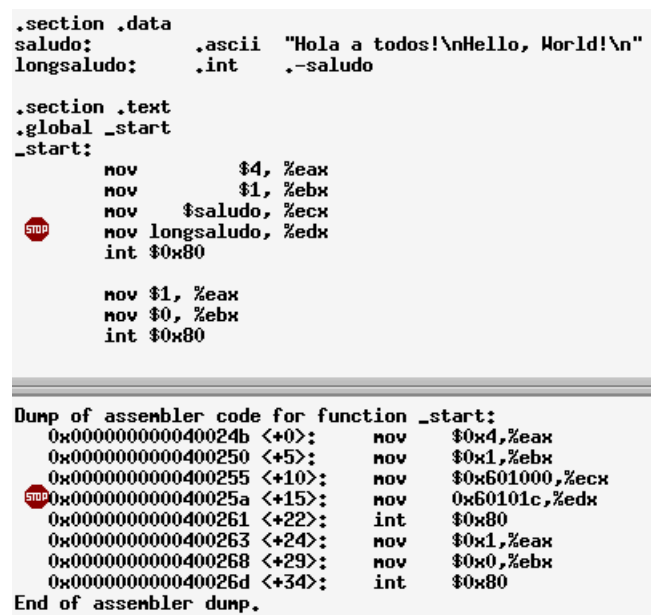 .section .data
saludo: .ascii "Hola a todos!\nHello, World!\n"
longsaludo: .int .-saludo
.section .text
.global _start
_start:
mov $4, %eax
mov $1, %ebx
mov $saludo, %ecx
STOP mov longsaludo, %edx
int $0x80
mov $1, %eax
mov $0, %ebx
int $0x80
Dump of assembler code for function _start:
0x000000000040024b <+0>: mov $0x4,%eax
0x0000000000400250 <+5>: mov $0x1,%ebx
0x0000000000400255 <+10>: mov $0x601000,%ecx
STOP 0x000000000040025a <+15>: mov 0x60101c,%edx
0x0000000000400261 <+22>: int $0x80
0x0000000000400263 <+24>: mov $0x1,%eax
0x0000000000400268 <+29>: mov $0x0,%ebx
0x000000000040026d <+34>: int $0x80
End of assembler dump.